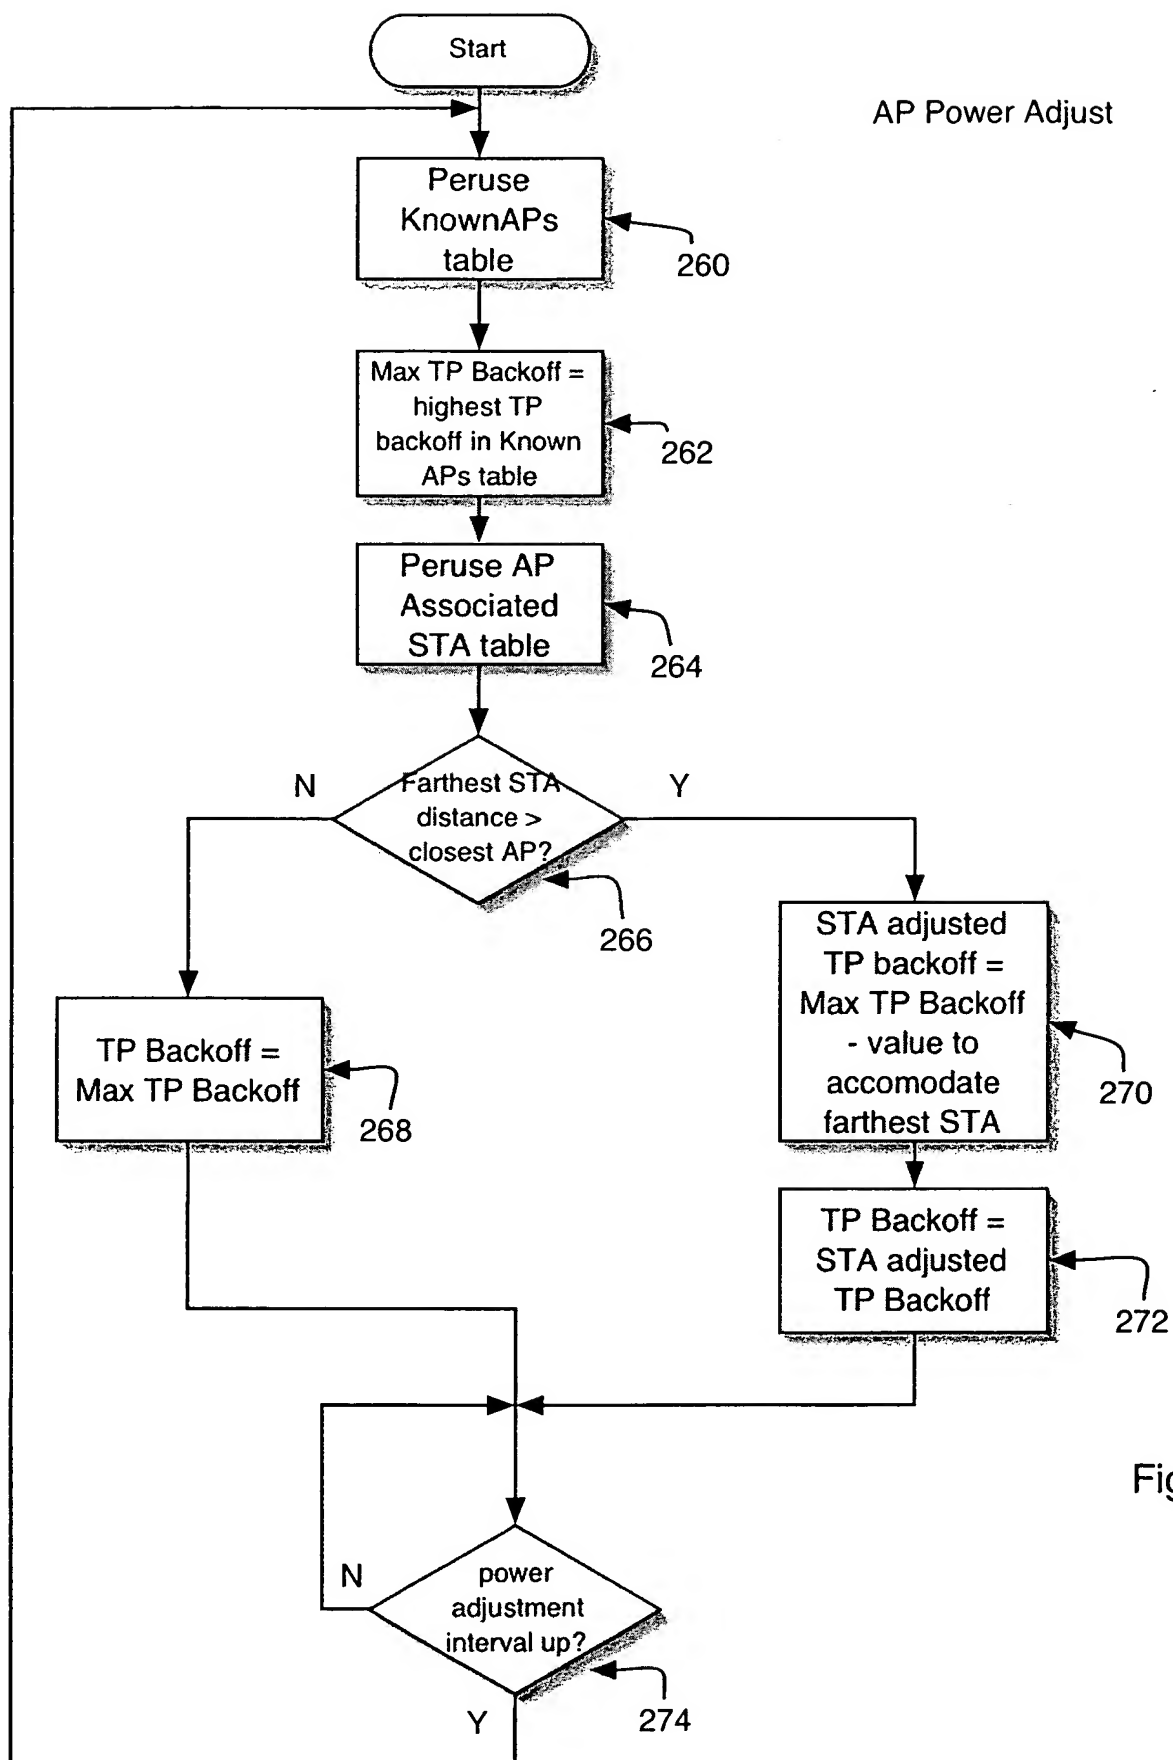 Start
AP Power Adjust
Peruse
KnownAPs
table
260
Max TP Backoff =
highest TP
backoff in Known
APs table
262
Peruse AP
Associated
STA table
264
N
Farthest STA
distance >
closest AP?
Y
266
STA adjusted
TP backoff =
Max TP Backoff
- value to
accomodate
farthest STA
270
TP Backoff =
Max TP Backoff
268
TP Backoff =
STA adjusted
TP Backoff
272
Fig
N
power
adjustment
interval up?
274
Y